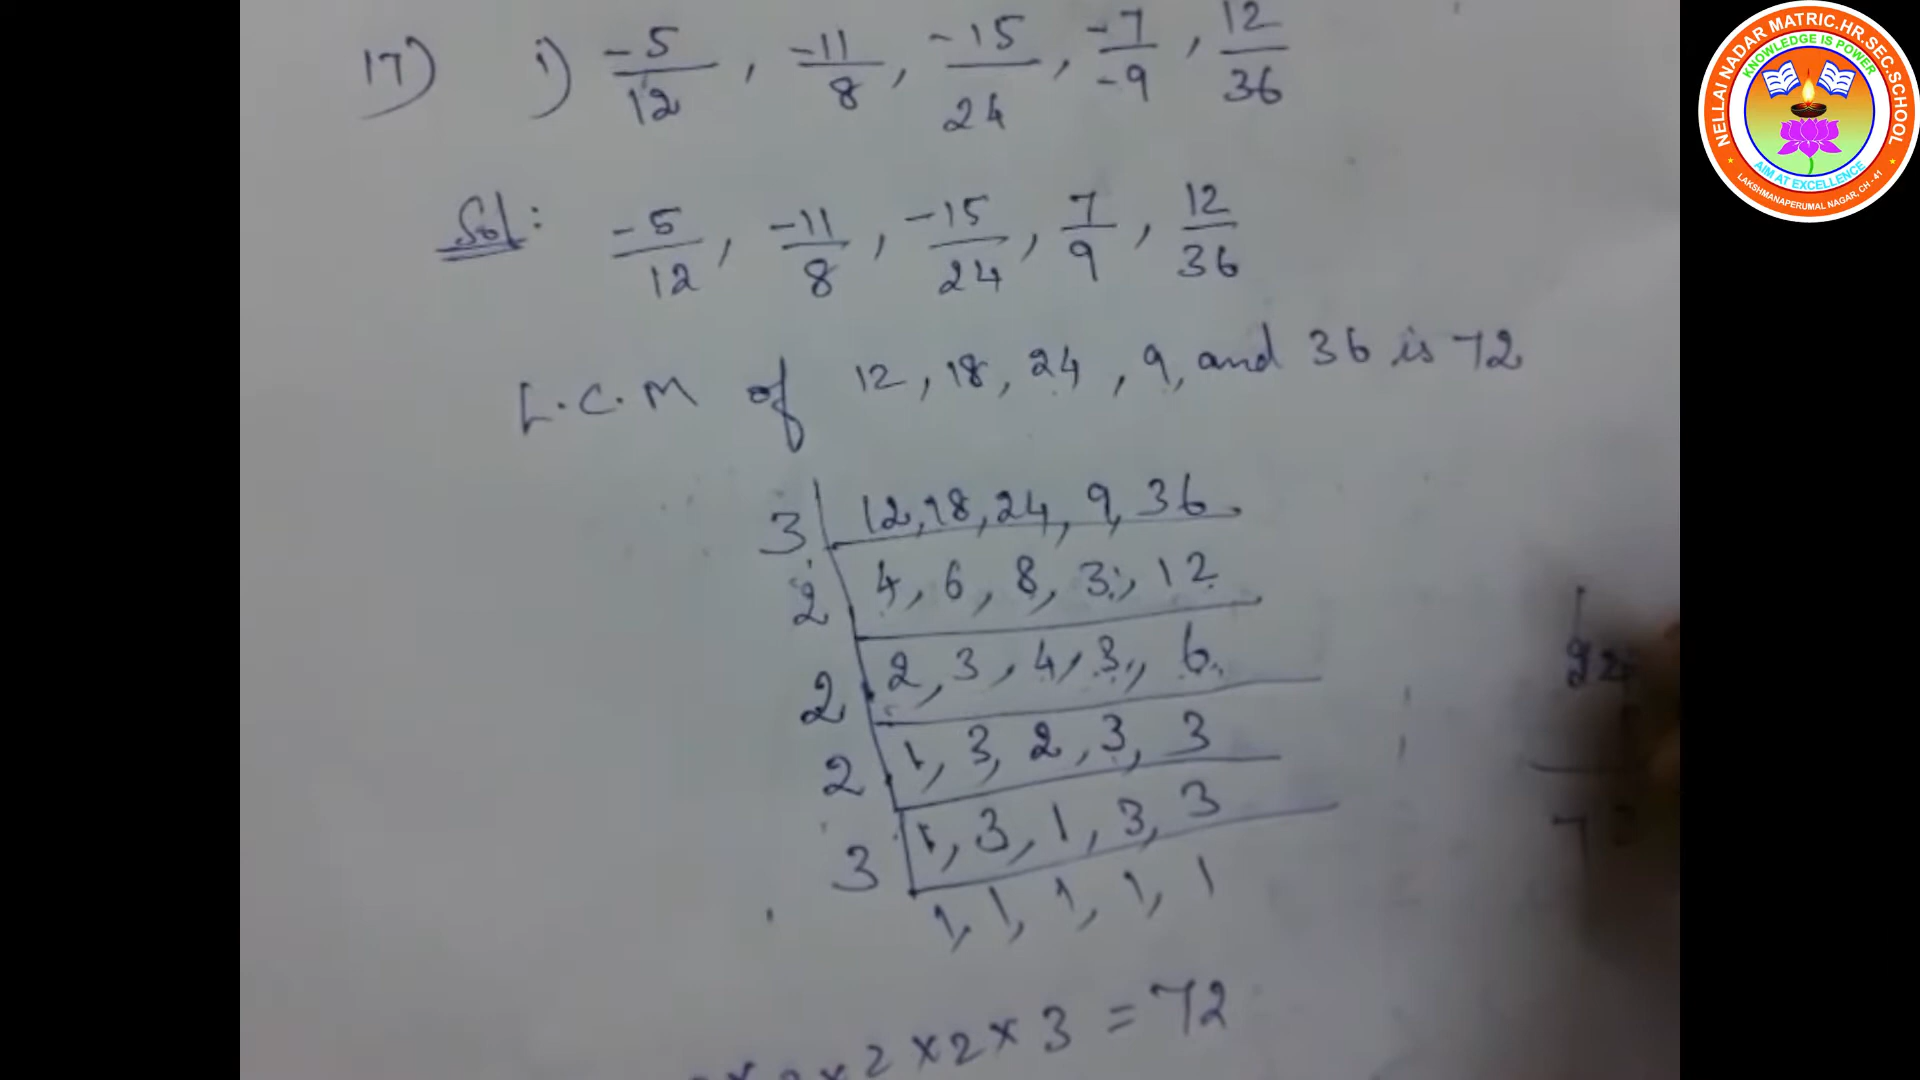 17) i) -5/12, -11/8, -15/24, -7/-9, 12/36
Sol: -5/12, -11/8, -15/24, 7/9, 12/36
L.C.M of 12, 18, 24, 9, and 36 is 72
3 | 12, 18, 24, 9, 36
2 | 4, 6, 8, 3, 12
2 | 2, 3, 4, 3, 6
2 | 1, 3, 2, 3, 3
3 | 1, 3, 1, 3, 3
1, 1, 1, 1, 1
× 2 × 2 × 3 = 72
NELLAI NADAR MATRIC.HR.SEC.SCHOOL
KNOWLEDGE IS POWER
AIM AT EXCELLENCE
LAKSHMANAPERUMAL NAGAR, CH - 41